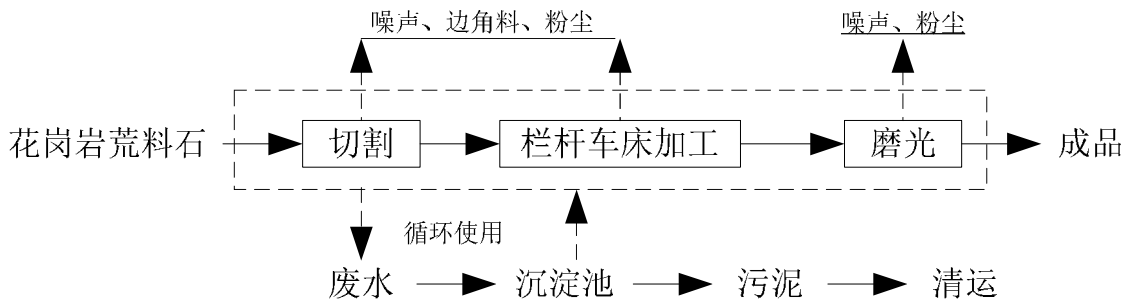 噪声、边角料、粉尘
噪声、粉尘
花岗岩荒料石
切割
栏杆车床加工
磨光
成品
循环使用
废水
沉淀池
污泥
清运